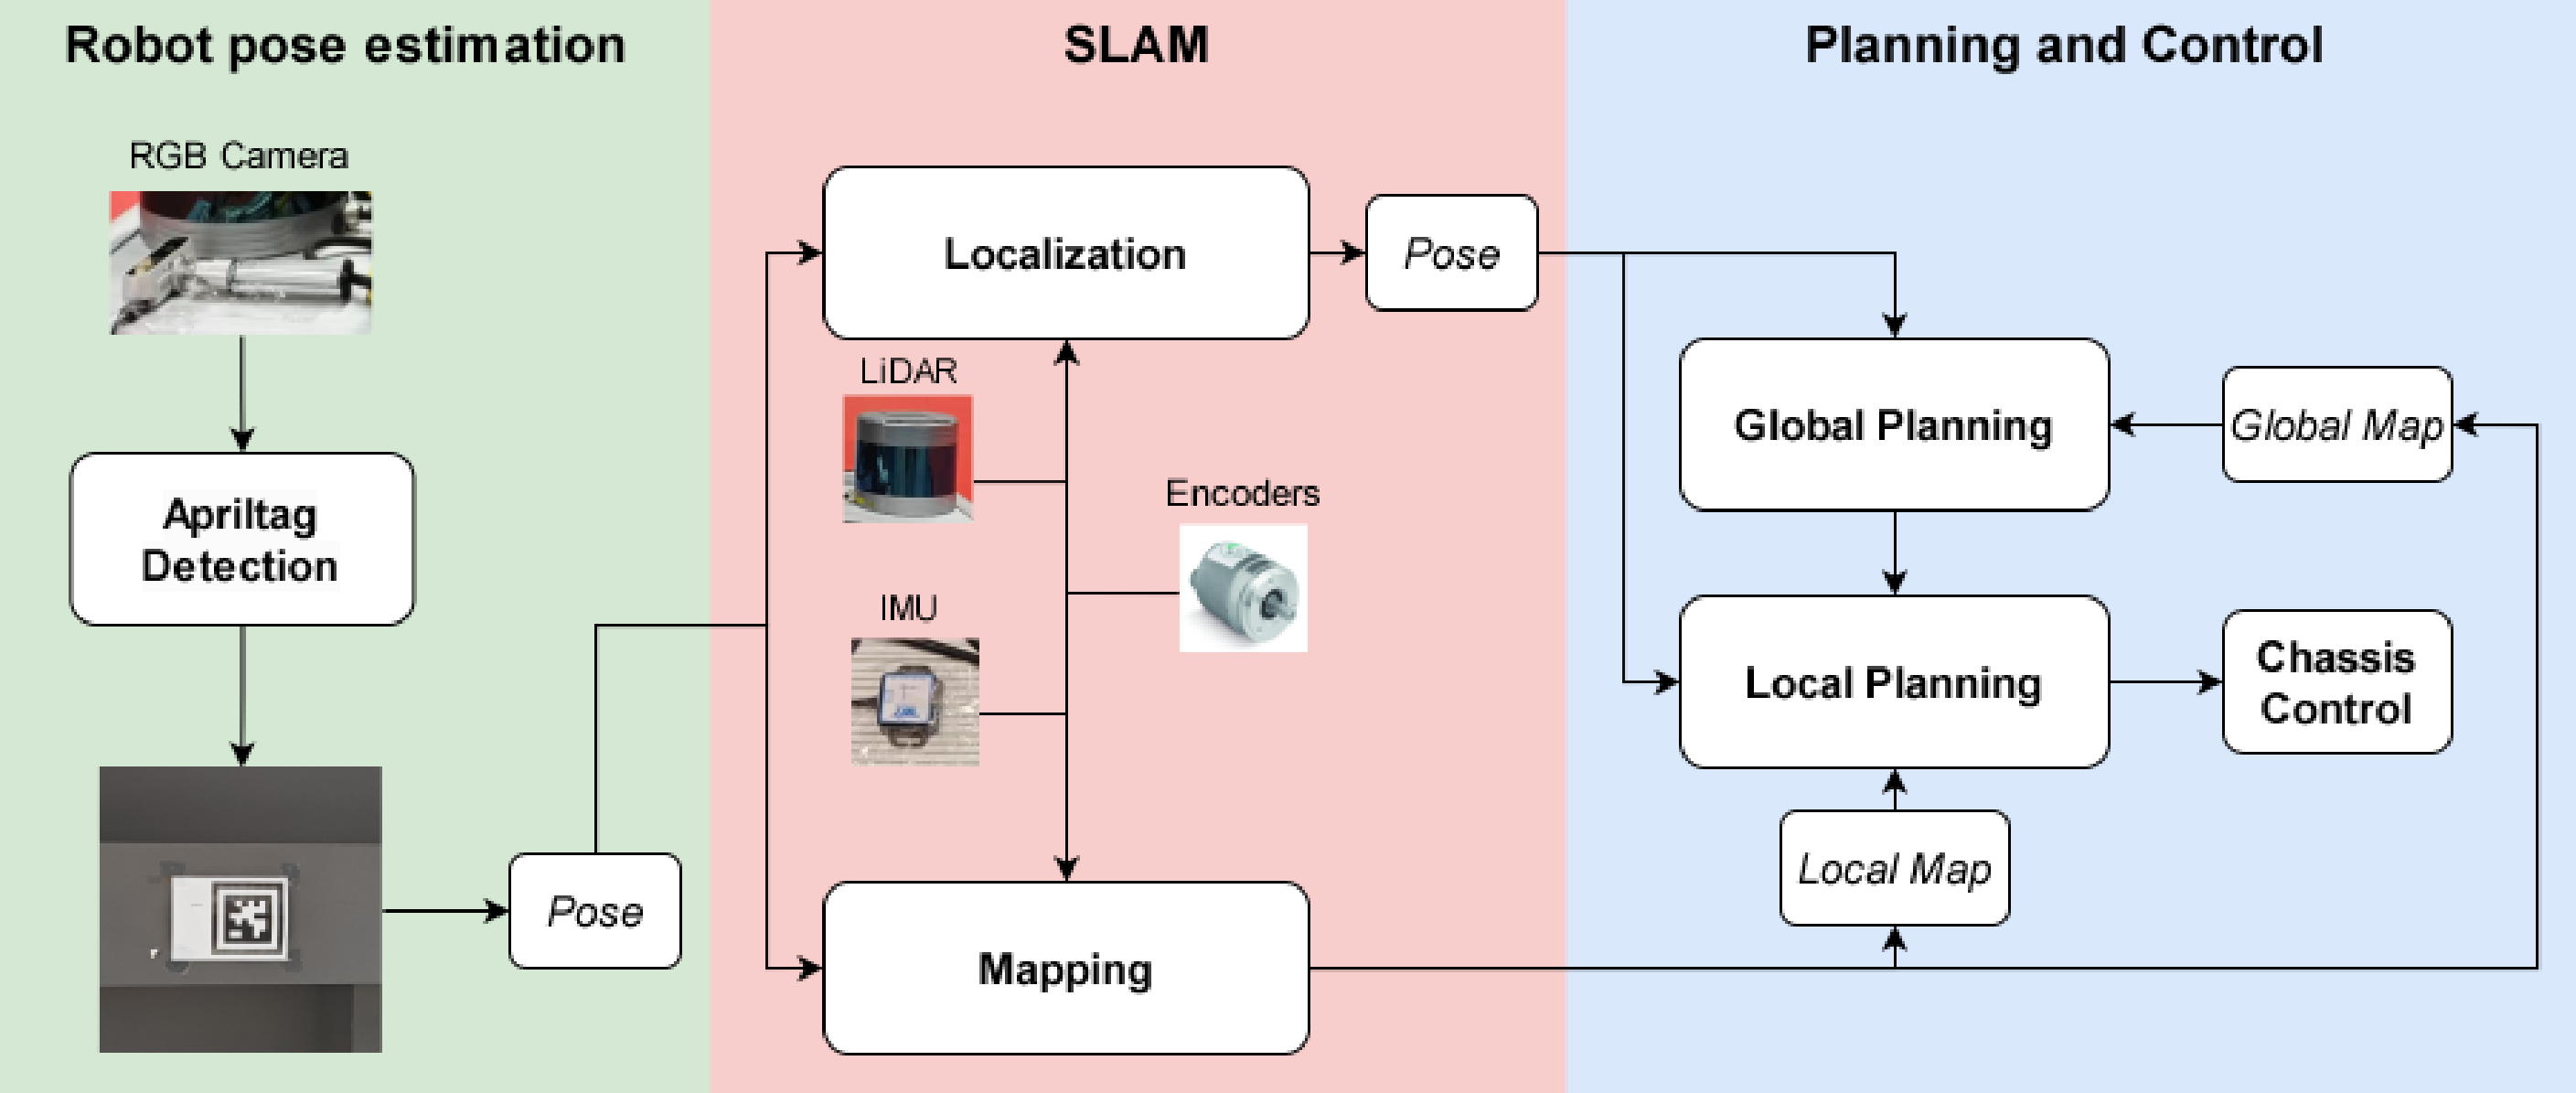 Robot pose estimation
SLAM
Planning and Control
RGB Camera
Apriltag
Detection
Pose
Localization
Pose
LiDAR
Encoders
IMU
Mapping
Global Planning
Global Map
Local Planning
Chassis
Control
Local Map